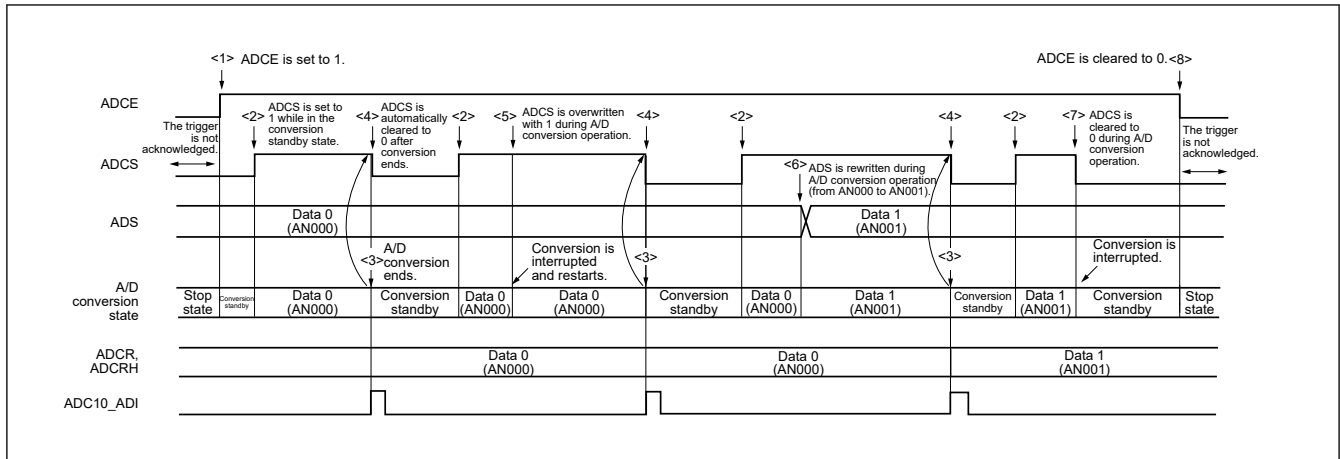 <1> ADCE is set to 1.
ADCE is cleared to 0. <8>
ADCE
<2> ADCS is set to
1 while in the
conversion
standby state.
<4> ADCS is
automatically
cleared to
0 after
conversion
ends.
<2>
<5> ADCS is overwritten
with 1 during A/D
conversion operation.
<4>
<2>
<4>
<2>
<7> ADCS is
cleared to
0 during A/D
conversion
operation.
The trigger
is not
acknowledged.
The trigger
is not
acknowledged.
ADCS
<6> ADS is rewritten during
A/D conversion operation
(from AN000 to AN001).
ADS
Data 0
(AN000)
Data 1
(AN001)
<3> A/D
conversion
ends.
Conversion is
interrupted
and restarts.
<3>
<3>
Conversion is
interrupted.
A/D
conversion
state
Stop
state
Conversion
standby
Data 0
(AN000)
Conversion
standby
Data 0
(AN000)
Data 0
(AN000)
Conversion
standby
Data 0
(AN000)
Data 1
(AN001)
Conversion
standby
Data 1
(AN001)
Conversion
standby
Stop
state
ADCR,
ADCRH
Data 0
(AN000)
Data 0
(AN000)
Data 1
(AN001)
ADC10_ADI